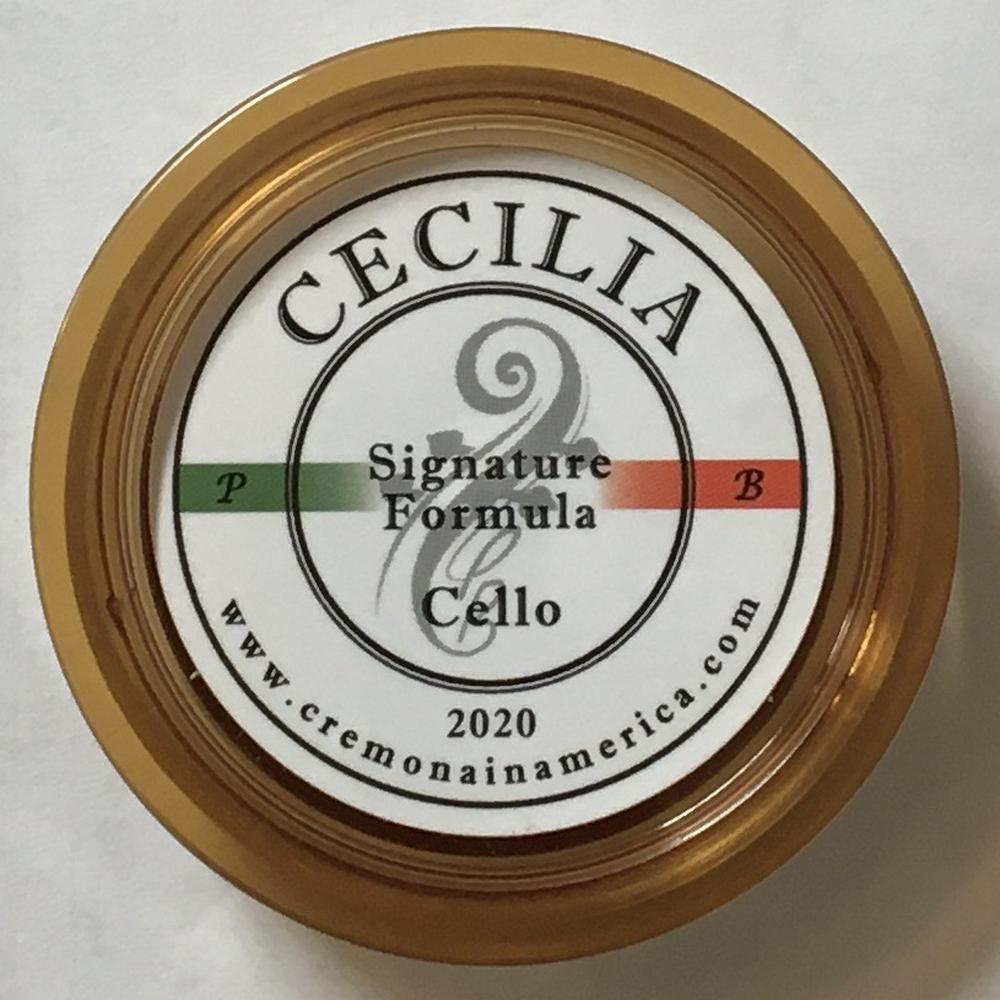 CECILIA
Signature
Formula
P
B
Cello
2020
www.cremonainamerica.com